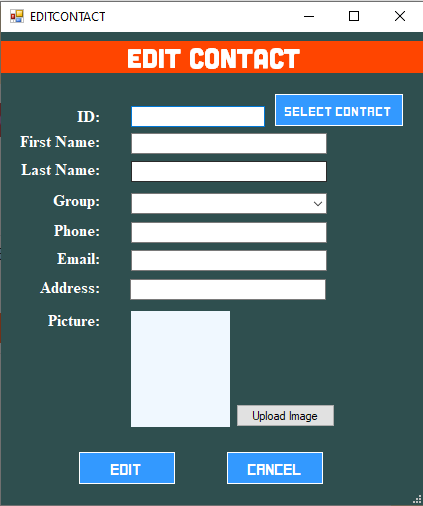 EDITCONTACT
EDIT CONTACT
ID:
SELECT CONTACT
First Name:
Last Name:
Group:
Phone:
Email:
Address:
Picture:
Upload Image
EDIT
CANCEL